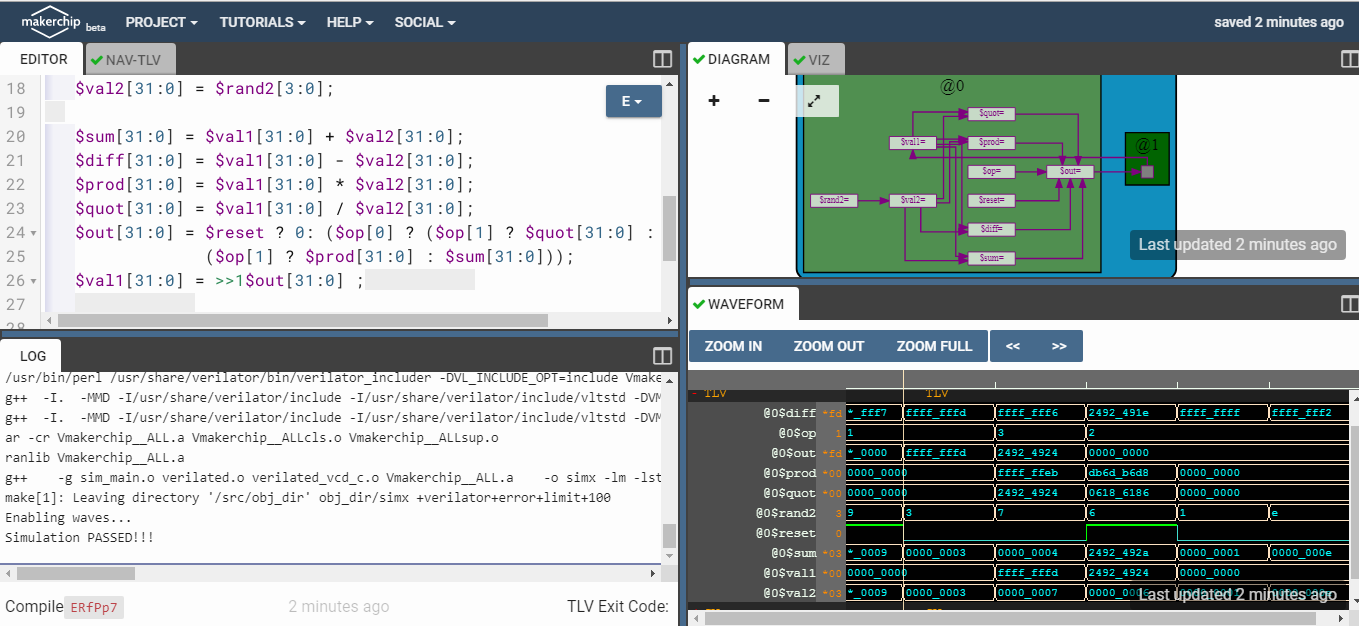 makerchip beta PROJECT TUTORIALS HELP SOCIAL saved 2 minutes ago
EDITOR NAV-TLV
18 $val2[31:0] = $rand2[3:0];
19
20 $sum[31:0] = $val1[31:0] + $val2[31:0];
21 $diff[31:0] = $val1[31:0] - $val2[31:0];
22 $prod[31:0] = $val1[31:0] * $val2[31:0];
23 $quot[31:0] = $val1[31:0] / $val2[31:0];
24 $out[31:0] = $reset ? 0: ($op[0] ? ($op[1] ? $quot[31:0] :
25 ($op[1] ? $prod[31:0] : $sum[31:0]));
26 $val1[31:0] = >>1$out[31:0] ;
27
28
E
LOG
/usr/bin/perl /usr/share/verilator/bin/verilator_includer -DVL_INCLUDE_OPT=include Vmake
g++ -I. -MMD -I/usr/share/verilator/include -I/usr/share/verilator/include/vltstd -DVM
g++ -I. -MMD -I/usr/share/verilator/include -I/usr/share/verilator/include/vltstd -DVM
ar -cr Vmakerchip__ALL.a Vmakerchip__ALLcls.o Vmakerchip__ALLsup.o
ranlib Vmakerchip__ALL.a
g++ -g sim_main.o verilated.o verilated_vcd_c.o Vmakerchip__ALL.a -o simx -lm -lst
make[1]: Leaving directory '/src/obj_dir' obj_dir/simx +verilator+error+limit+100
Enabling waves...
Simulation PASSED!!!
Compile ERfPp7 2 minutes ago TLV Exit Code:
DIAGRAM VIZ
+ −
@0
$quot=
$val1= $prod= @1
$op= $out=
$rand2= $val2= $reset=
$diff=
$sum=
Last updated 2 minutes ago
WAVEFORM
ZOOM IN ZOOM OUT ZOOM FULL << >>
TLV TLV
@0$diff *fd *_fff7 ffff_fffd ffff_fff6 2492_491e ffff_ffff ffff_fff2
@0$op 1 1 3 2
@0$out *fd *_0000 ffff_fffd 2492_4924 0000_0000
@0$prod *00 0000_0000 ffff_ffeb db6d_b6d8 0000_0000
@0$quot *00 0000_0000 2492_4924 0618_6186 0000_0000
@0$rand2 3 9 3 7 6 1 e
@0$reset 0
@0$sum *03 *_0009 0000_0003 0000_0004 2492_492a 0000_0001 0000_000e
@0$val1 *00 0000_0000 ffff_fffd 2492_4924 0000_0000
@0$val2 *03 *_0009 0000_0003 0000_0007
Last updated 2 minutes ago